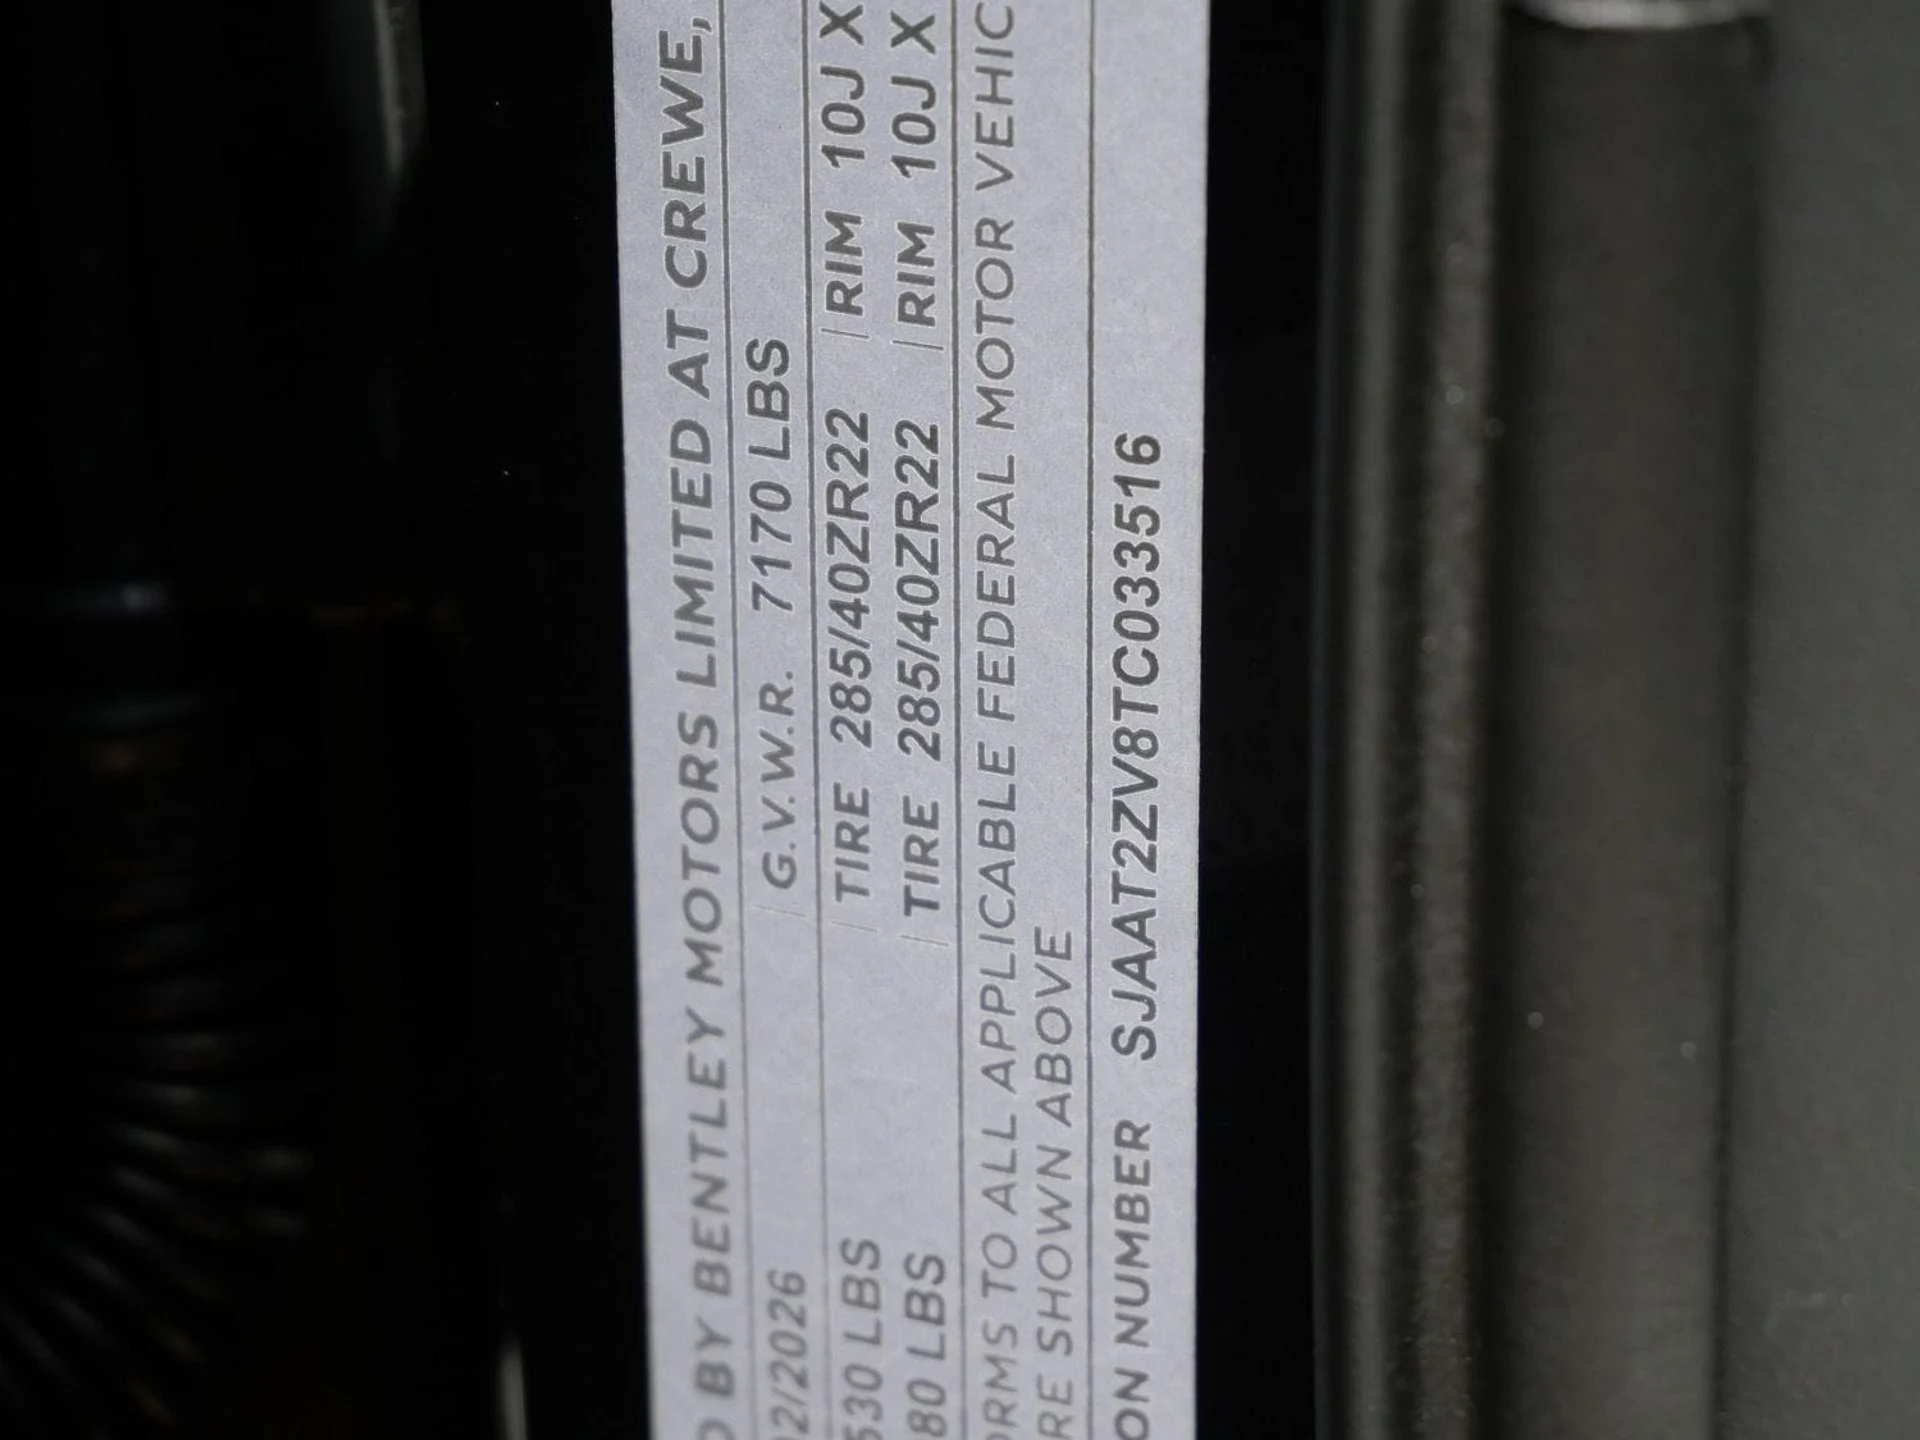 D BY BENTLEY MOTORS LIMITED AT CREWE,
02/2026 G.V.W.R. 7170 LBS
530 LBS TIRE 285/40ZR22 RIM 10J X
80 LBS TIRE 285/40ZR22 RIM 10J X
ORMS TO ALL APPLICABLE FEDERAL MOTOR VEHIC
RE SHOWN ABOVE
ON NUMBER SJAAT2ZV8TC033516